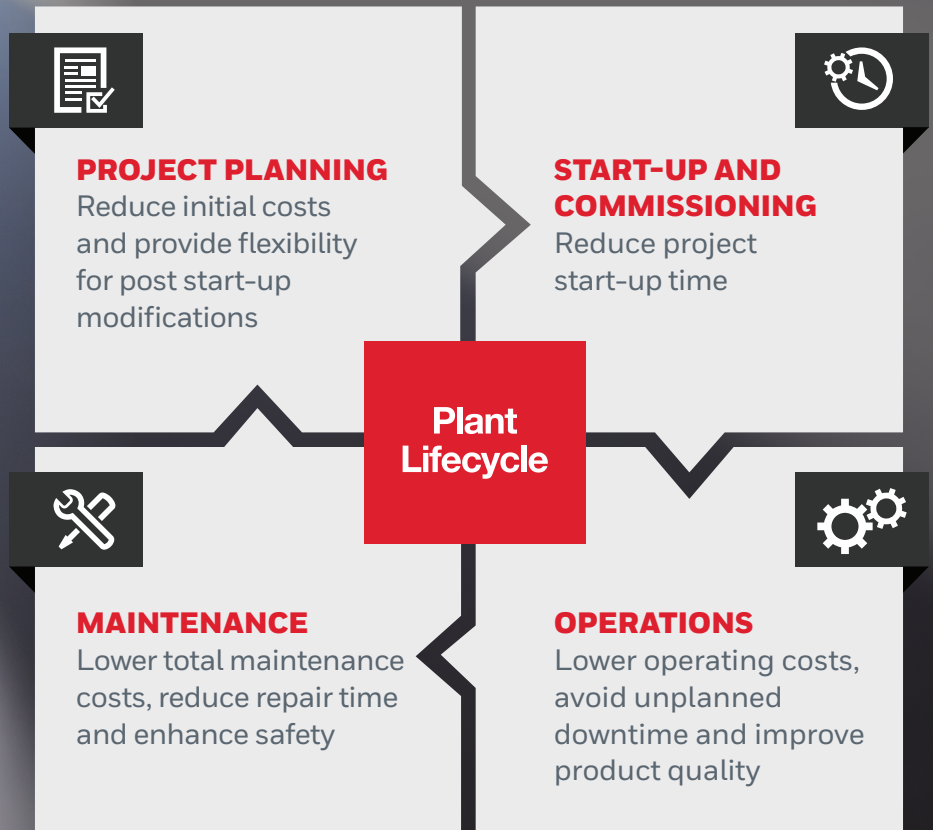 PROJECT PLANNING
Reduce initial costs
and provide flexibility
for post start-up
modifications
START-UP AND
COMMISSIONING
Reduce project
start-up time
Plant
Lifecycle
MAINTENANCE
Lower total maintenance
costs, reduce repair time
and enhance safety
OPERATIONS
Lower operating costs,
avoid unplanned
downtime and improve
product quality